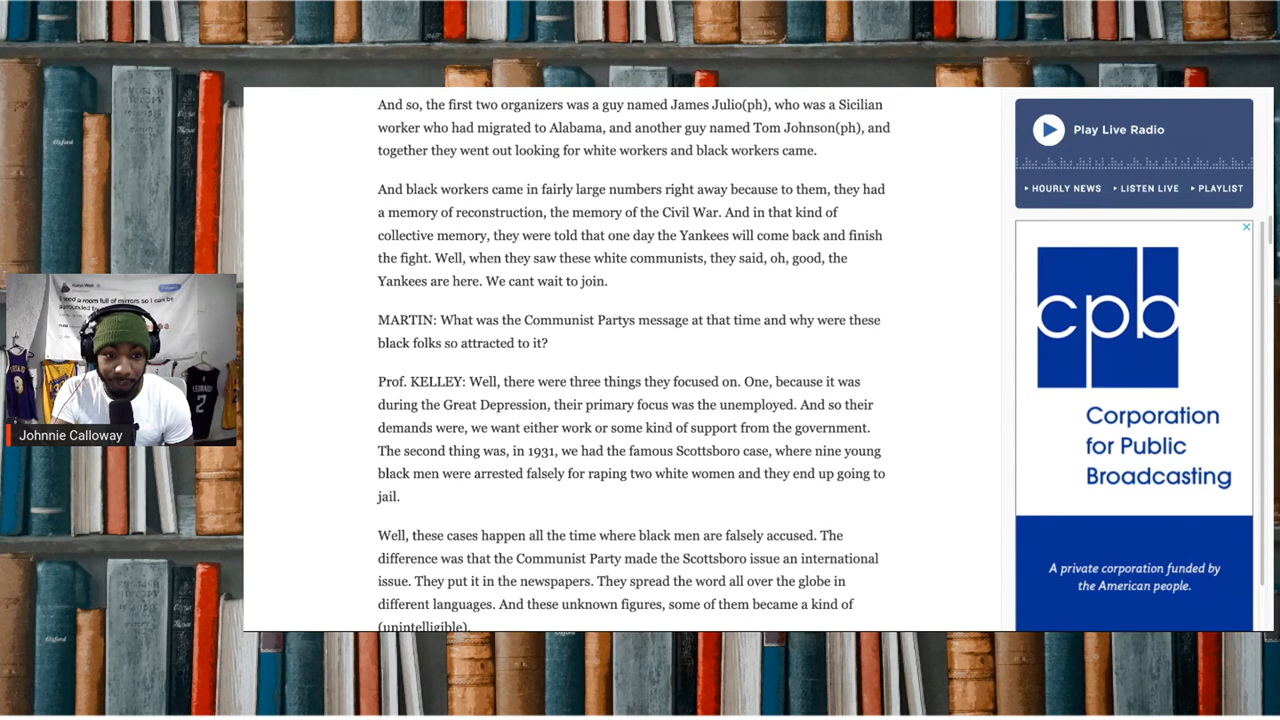 And so, the first two organizers was a guy named James Julio(ph), who was a Sicilian
worker who had migrated to Alabama, and another guy named Tom Johnson(ph), and
together they went out looking for white workers and black workers came.
And black workers came in fairly large numbers right away because to them, they had
a memory of reconstruction, the memory of the Civil War. And in that kind of
collective memory, they were told that one day the Yankees will come back and finish
the fight. Well, when they saw these white communists, they said, oh, good, the
Yankees are here. We cant wait to join.
MARTIN: What was the Communist Partys message at that time and why were these
black folks so attracted to it?
Prof. KELLEY: Well, there were three things they focused on. One, because it was
during the Great Depression, their primary focus was the unemployed. And so their
demands were, we want either work or some kind of support from the government.
The second thing was, in 1931, we had the famous Scottsboro case, where nine young
black men were arrested falsely for raping two white women and they end up going to
jail.
Well, these cases happen all the time where black men are falsely accused. The
difference was that the Communist Party made the Scottsboro issue an international
issue. They put it in the newspapers. They spread the word all over the globe in
different languages. And these unknown figures, some of them became a kind of
(unintelligible).
Play Live Radio
HOURLY NEWS LISTEN LIVE PLAYLIST
cpb
Corporation
for Public
Broadcasting
A private corporation funded by
the American people.
I need a room full of mirrors so I can be
surrounded by
8
2
Johnnie Calloway